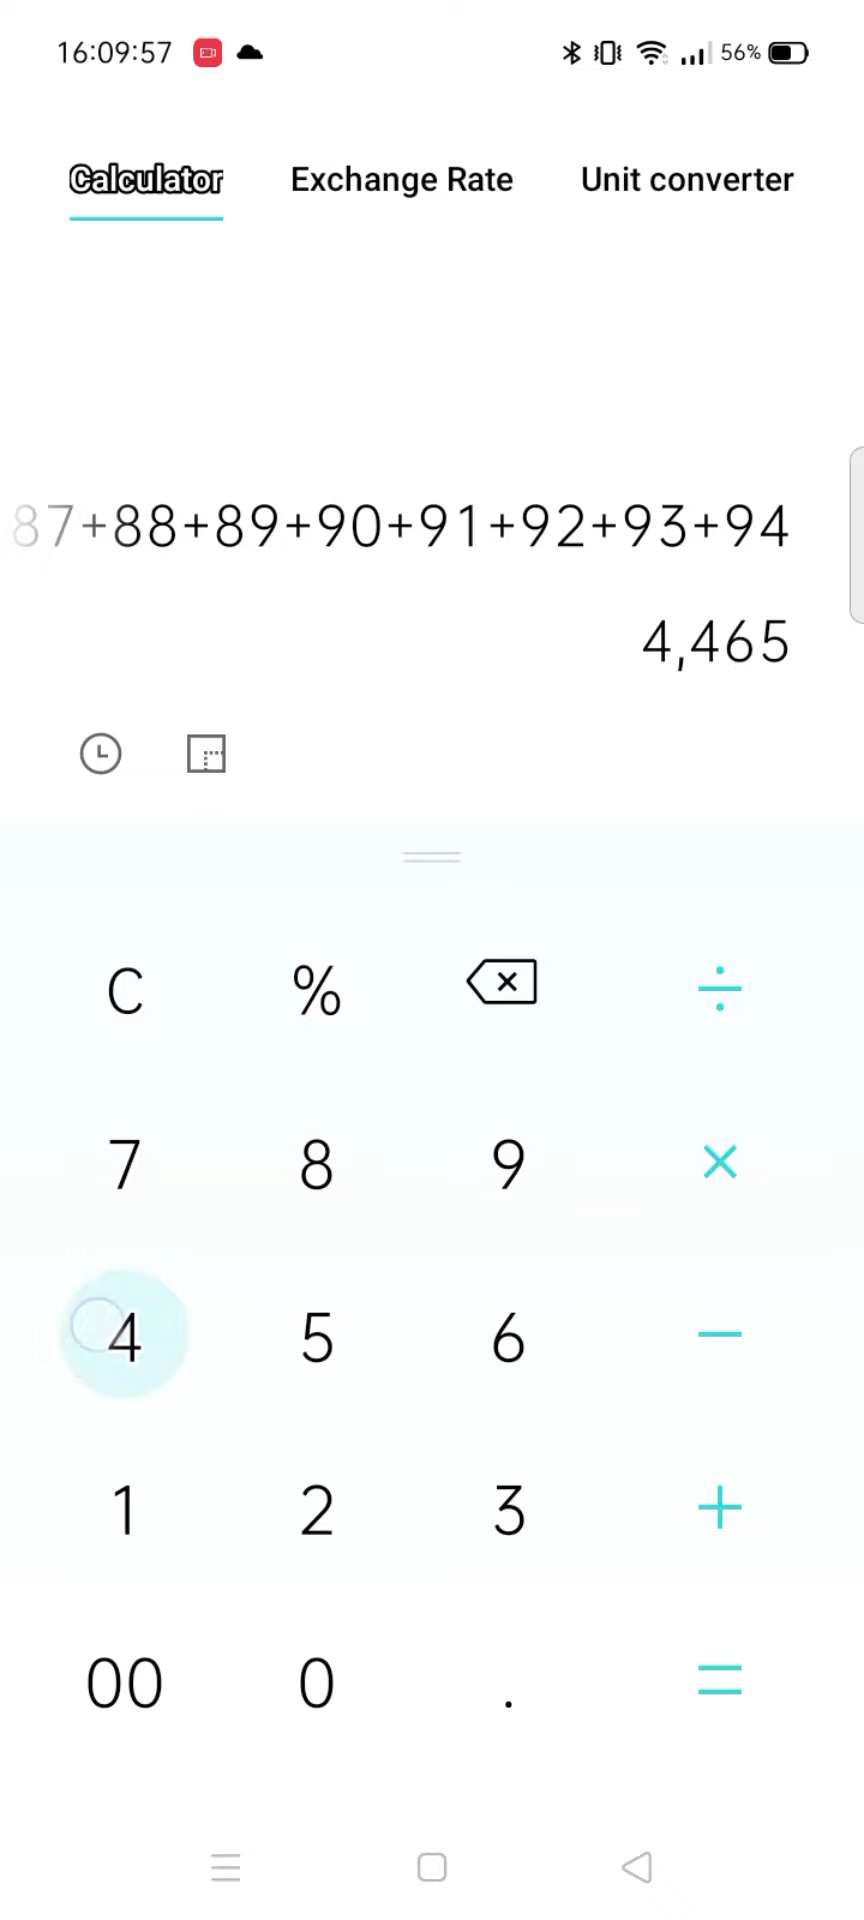 16:09:57 56%
Calculator Exchange Rate Unit converter
87+88+89+90+91+92+93+94
4,465
C % ÷
7 8 9 ×
4 5 6 −
1 2 3 +
00 0 . =